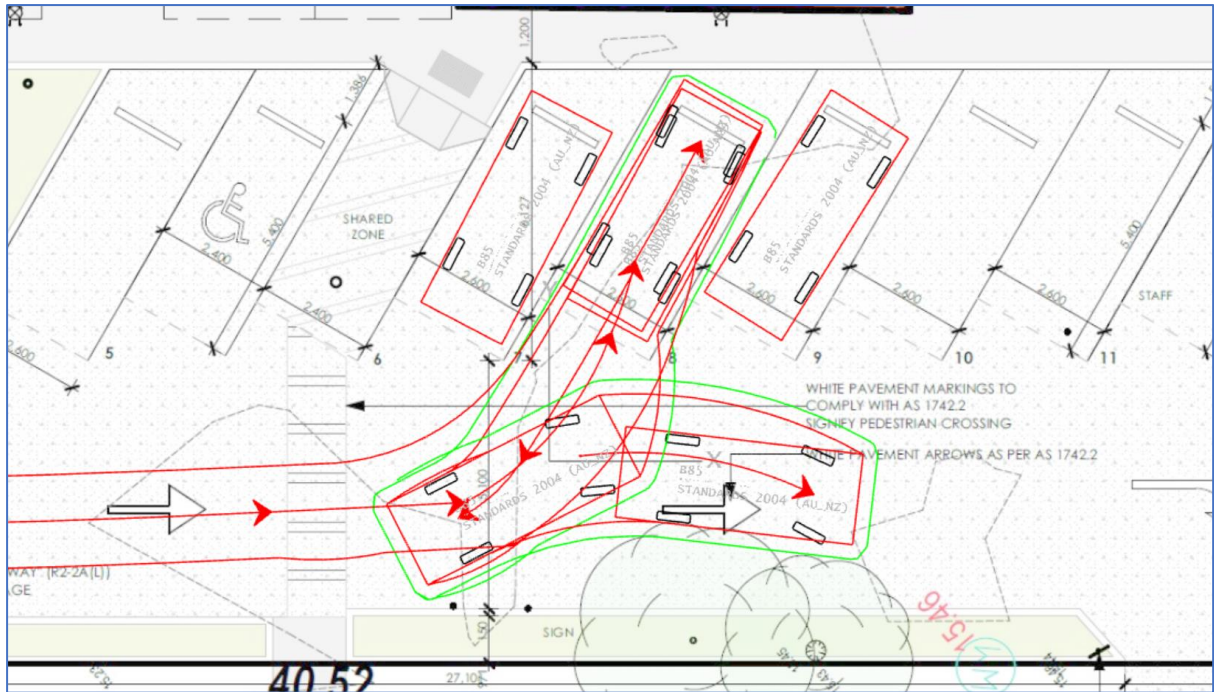 1,200
1,386
SHARED
ZONE
5,400
2,400
2,400
2,600
2,600
2,600
2,600
2,600
2,600
5,400
STAFF
B85
STANDARDS 2004 (AU_NZ)
B85
STANDARDS 2004 (AU_NZ)
B85
STANDARDS 2004 (AU_NZ)
5
6
7
8
9
10
11
WHITE PAVEMENT MARKINGS TO
COMPLY WITH AS 1742.2
SIGNIFY PEDESTRIAN CROSSING
WHITE PAVEMENT ARROWS AS PER AS 1742.2
X
STANDARDS 2004 (AU_NZ)
B85
STANDARDS 2004 (AU_NZ)
WAY (R2-2A(L))
SIGN
15.46
40.52
27,10